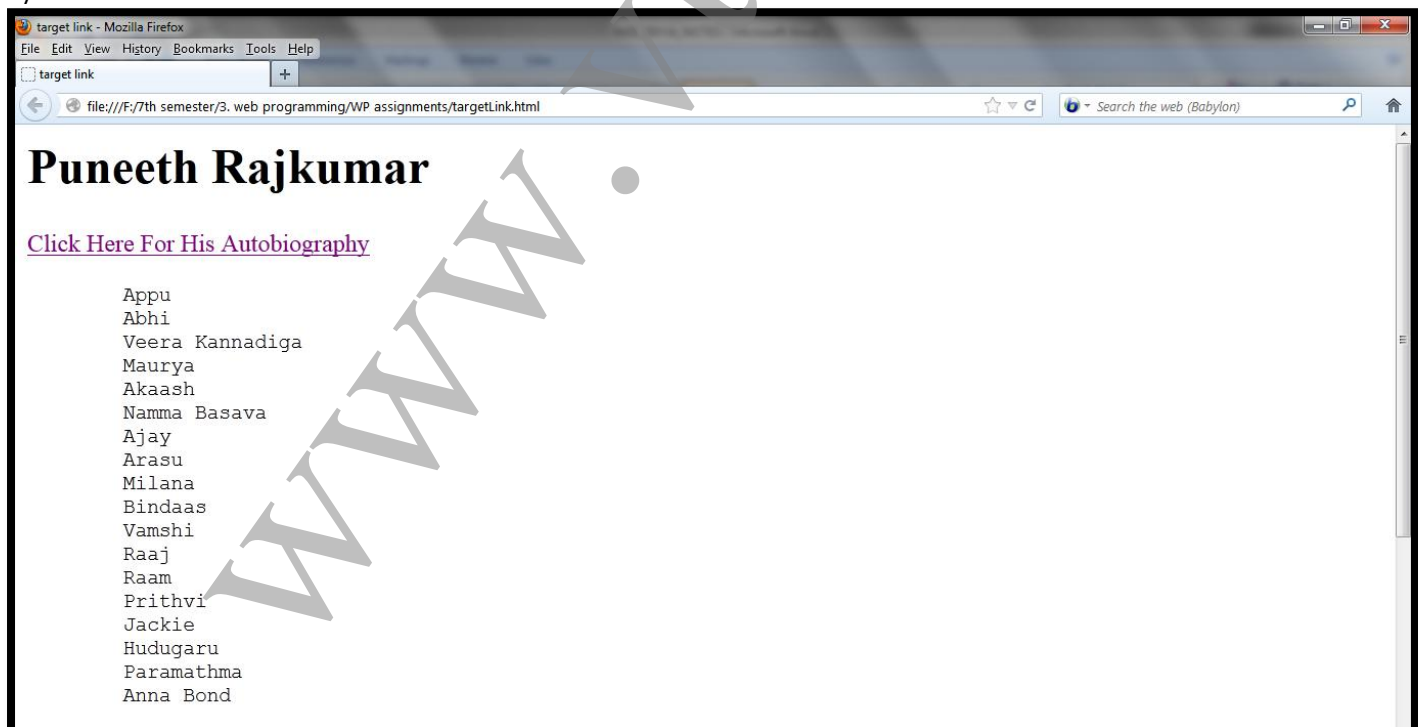 target link - Mozilla Firefox
File Edit View History Bookmarks Tools Help
target link +
file:///F:/7th semester/3. web programming/WP assignments/targetLink.html
Search the web (Babylon)
Puneeth Rajkumar
Click Here For His Autobiography
Appu
Abhi
Veera Kannadiga
Maurya
Akaash
Namma Basava
Ajay
Arasu
Milana
Bindaas
Vamshi
Raaj
Raam
Prithvi
Jackie
Hudugaru
Paramathma
Anna Bond
www.